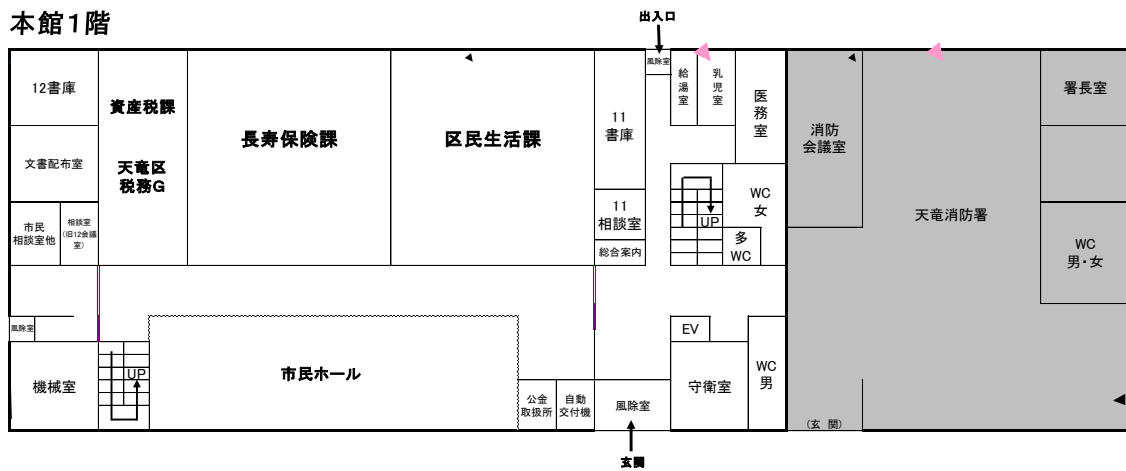 本館1階
出入口
12書庫
資産税課
長寿保険課
区民生活課
11
書庫
風除室
給
湯
室
乳
児
室
医
務
室
消防
会議室
署長室
文書配布室
天竜区
税務G
天竜消防署
市民
相談室他
相談室
(旧12会議
室)
11
相談室
総合案内
UP
WC
女
多
WC
WC
男・女
風除室
機械室
UP
市民ホール
公金
取扱所
自動
交付機
風除室
EV
守衛室
WC
男
(玄 関)
玄関